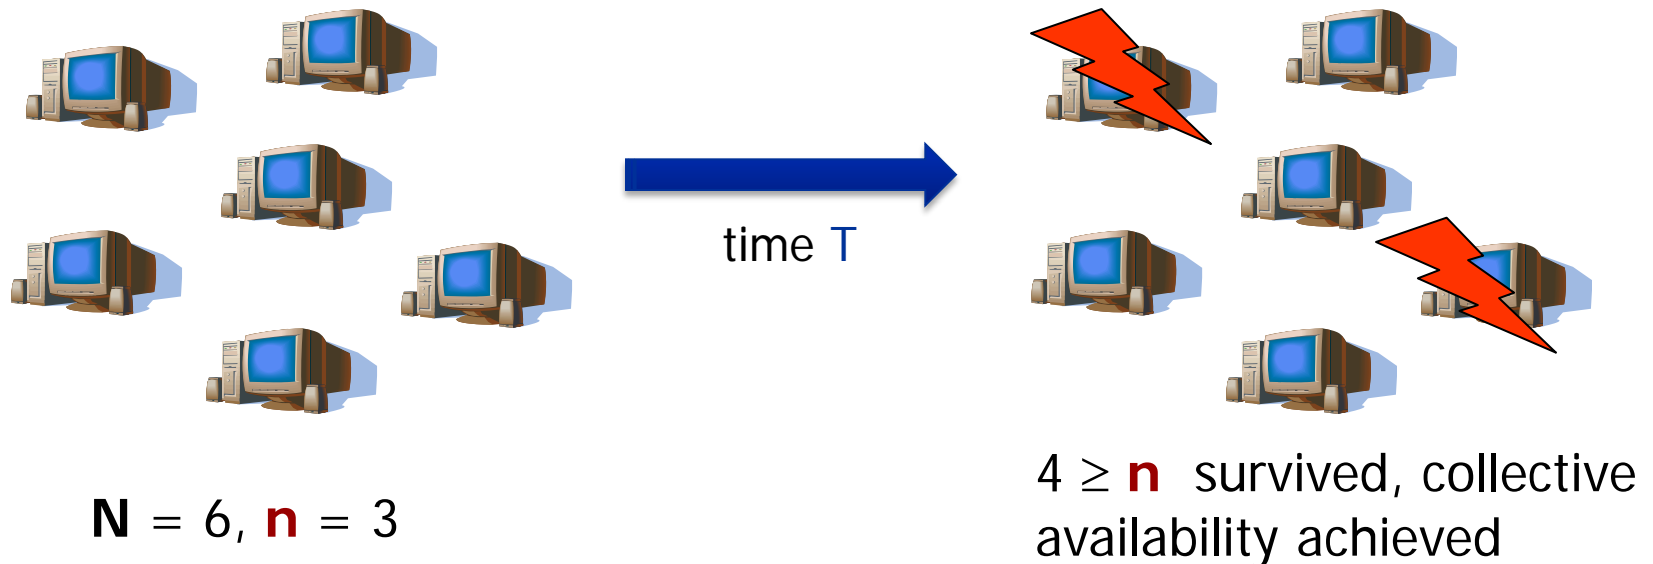 time T
N = 6, n = 3
4 ≥ n survived, collective
availability achieved